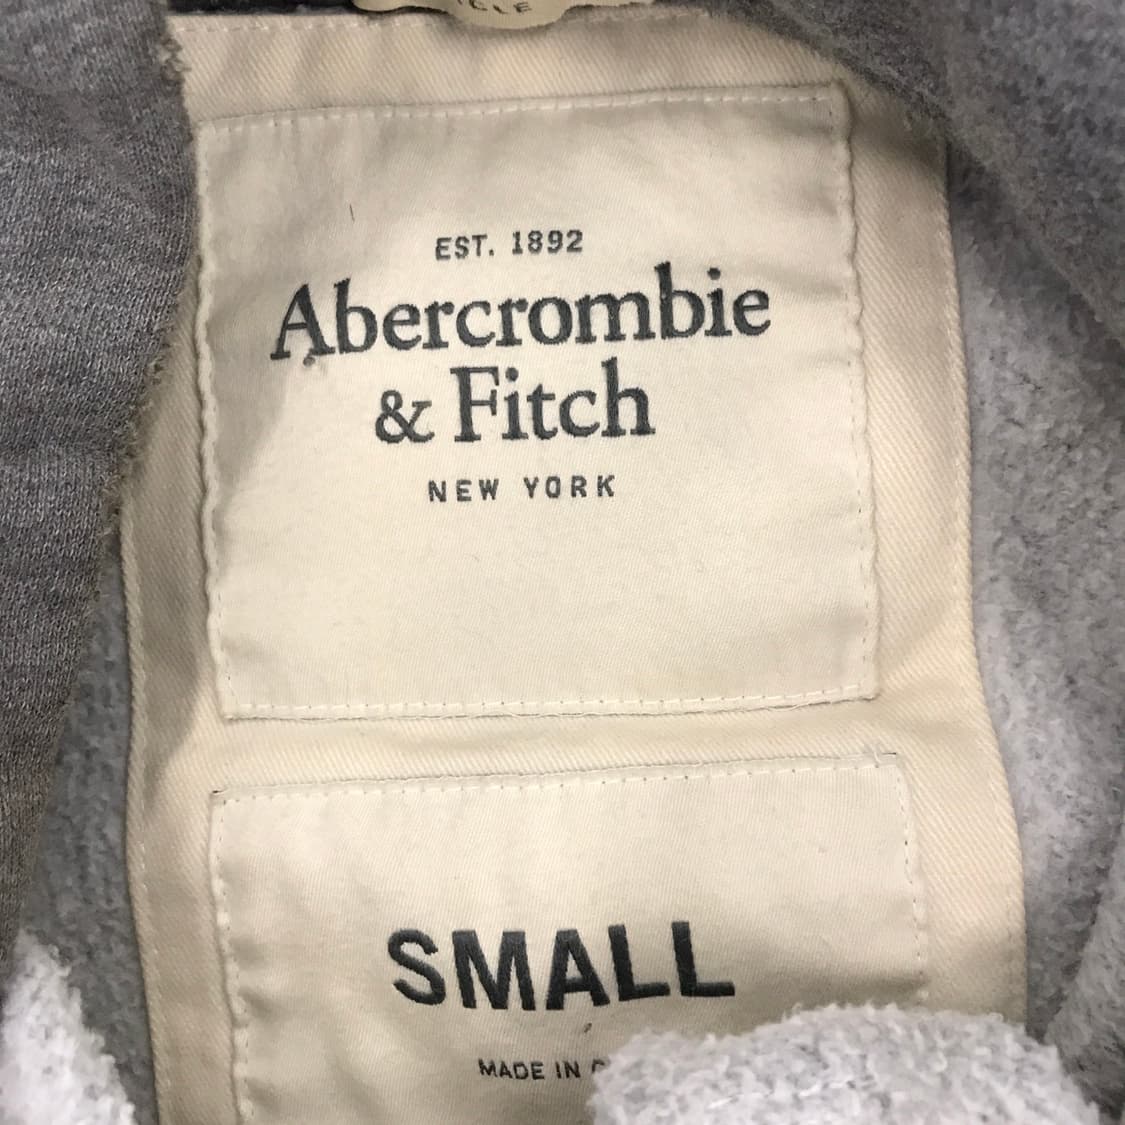 EST. 1892
Abercrombie
& Fitch
NEW YORK
SMALL
MADE IN